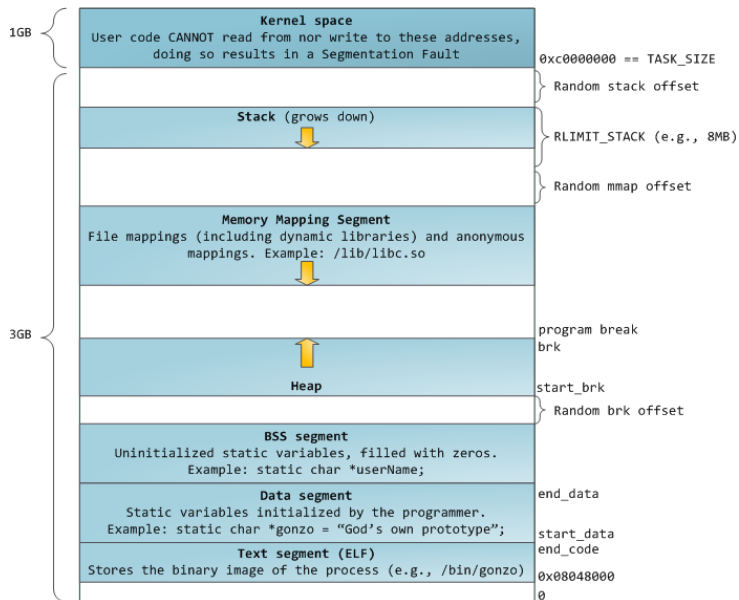 Kernel space
1GB
User code CANNOT read from nor write to these addresses,
doing so results in a Segmentation Fault
0xc0000000 == TASK_SIZE
Random stack offset
Stack (grows down)
RLIMIT_STACK (e.g., 8MB)
Random mmap offset
Memory Mapping Segment
File mappings (including dynamic libraries) and anonymous
mappings. Example: /lib/libc.so
3GB
program break
brk
Heap
start_brk
Random brk offset
BSS segment
Uninitialized static variables, filled with zeros.
Example: static char *userName;
Data segment
end_data
Static variables initialized by the programmer.
Example: static char *gonzo = “God’s own prototype”;
start_data
end_code
Text segment (ELF)
Stores the binary image of the process (e.g., /bin/gonzo)
0x08048000
0